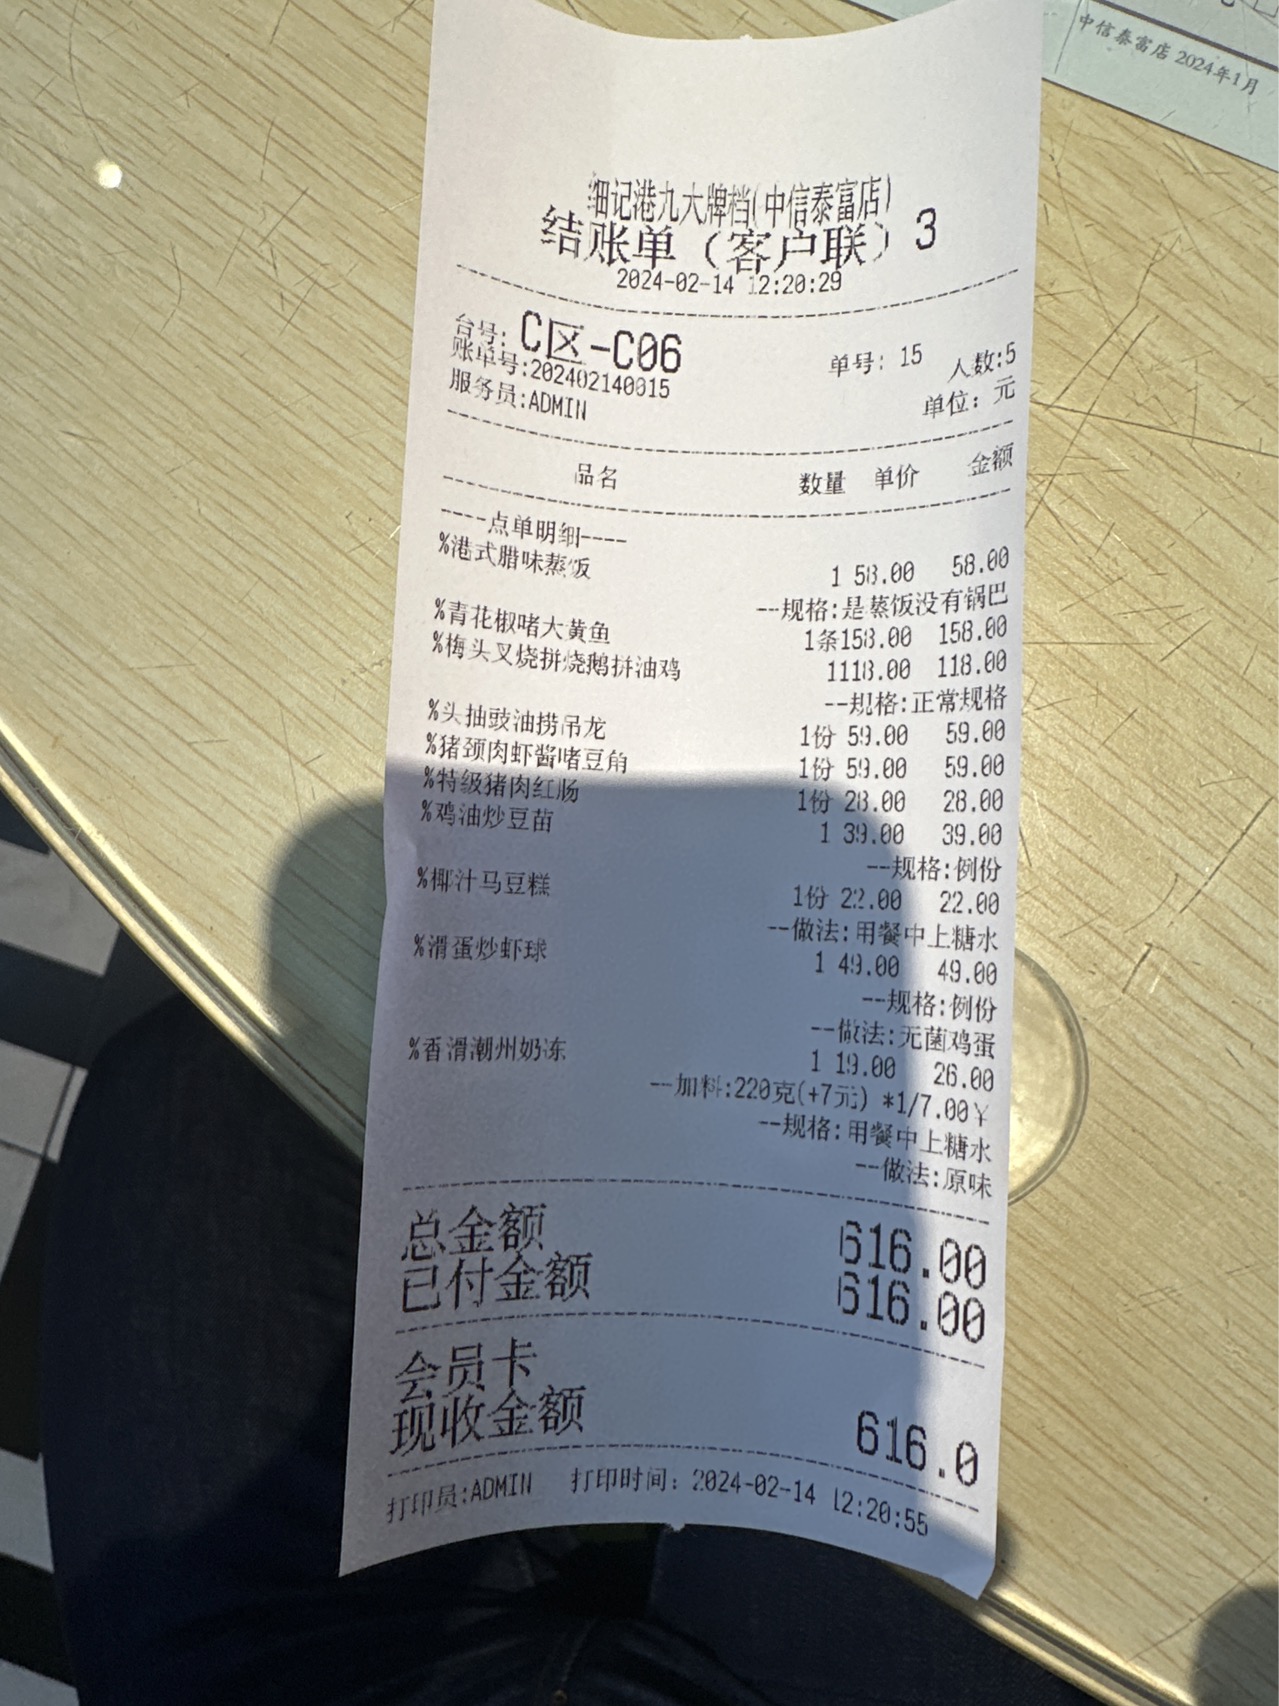 中信泰富店 2024年1月
细记港九大牌档(中信泰富店)
结账单（客户联）3
2024-02-14 12:20:29
台号: C区-C06 单号: 15 人数:5
账单号:202402140015 单位: 元
服务员:ADMIN
品名 数量 单价 金额
----点单明细----
%港式腊味蒸饭 1 58.00 58.00
--规格:是蒸饭没有锅巴
%青花椒啫大黄鱼 1条158.00 158.00
%梅头叉烧拼烧鹅拼油鸡 1118.00 118.00
--规格:正常规格
%头抽豉油捞吊龙 1份 59.00 59.00
%猪颈肉虾酱啫豆角 1份 59.00 59.00
%特级猪肉红肠 1份 28.00 28.00
%鸡油炒豆苗 1 39.00 39.00
--规格:例份
%椰汁马豆糕 1份 22.00 22.00
--做法:用餐中上糖水
%滑蛋炒虾球 1 49.00 49.00
--规格:例份
--做法:无菌鸡蛋
%香滑潮州奶冻 1 19.00 26.00
--加料:220克(+7元) *1/7.00￥
--规格:用餐中上糖水
--做法:原味
总金额 616.00
已付金额 616.00
会员卡
现收金额 616.0
打印员:ADMIN 打印时间: 2024-02-14 12:20:55